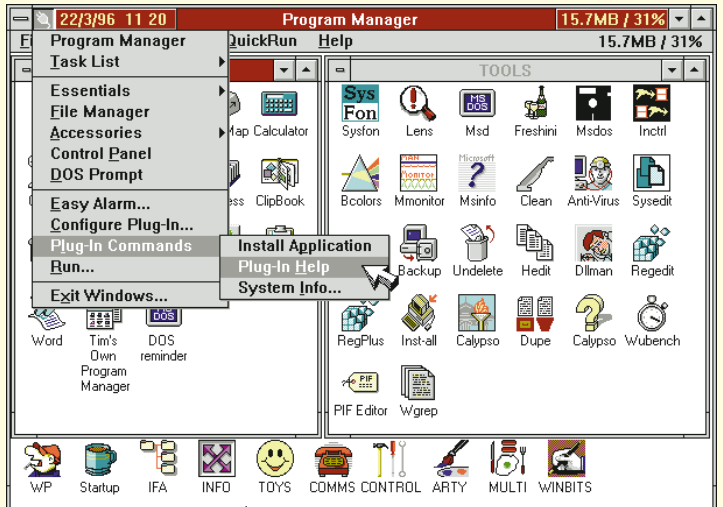 22/3/96 11 20 Program Manager 15.7MB / 31%
QuickRun Help 15.7MB / 31%
Program Manager
Task List
Essentials
File Manager
Accessories
Control Panel
DOS Prompt
Easy Alarm...
Configure Plug-In...
Plug-In Commands
Run...
Exit Windows...
Install Application
Plug-In Help
System Info...
Map Calculator
ClipBook
Word Tim's Own Program Manager DOS reminder
MS DOS
TOOLS
Sys Fon MS DOS
Sysfon Lens Msd Freshini Msdos Inctrl
MAN Monitor Microsoft
Bcolors Mmonitor Msinfo Clean Anti-Virus Sysedit
Backup Undelete Hedit Dllman Regedit
RegPlus Inst-all Calypso Dupe Calypso Wubench
PIF
PIF Editor Wgrep
WP Startup IFA INFO TOYS COMMS CONTROL ARTY MULTI WINBITS